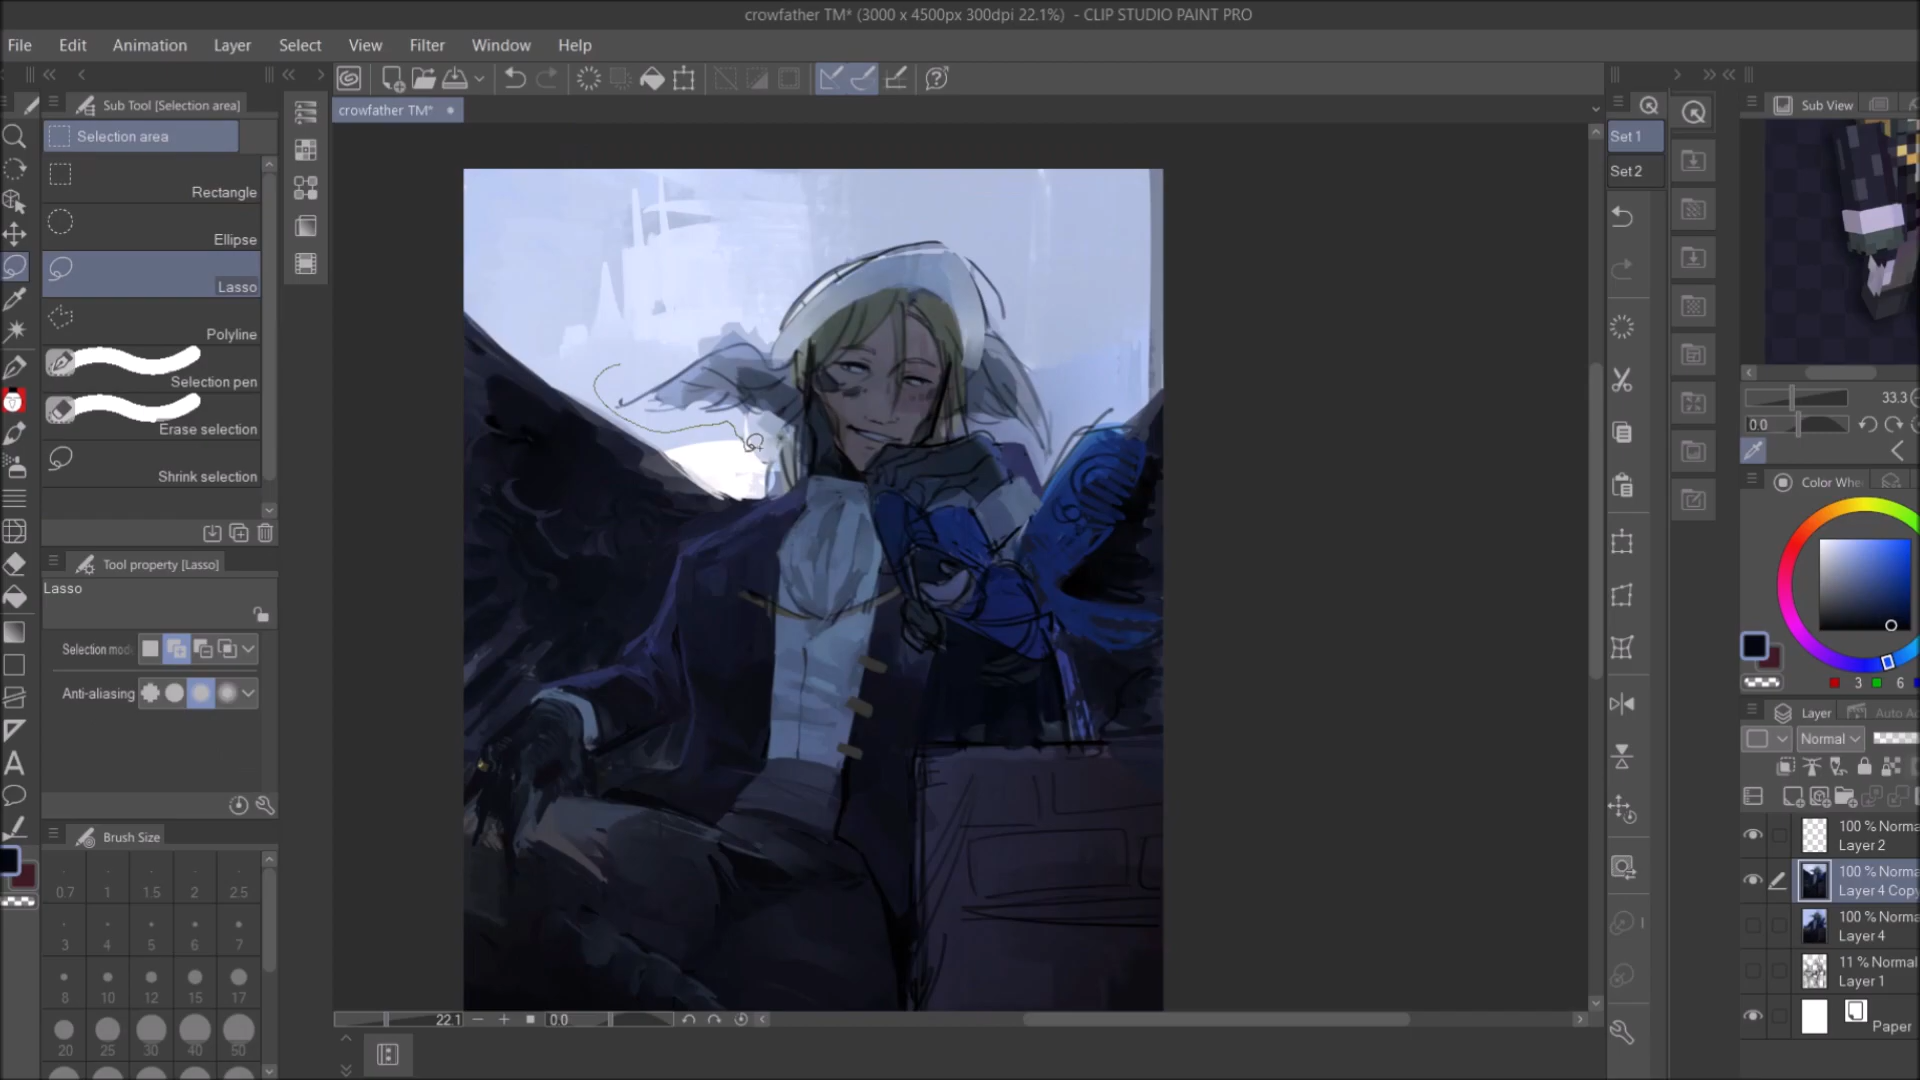 crowfather TM* (3000 x 4500px 300dpi 22.1%)  - CLIP STUDIO PAINT PRO
File Edit Animation Layer Select View Filter Window Help
Sub Tool [Selection area]
Selection area
Rectangle
Ellipse
Lasso
Polyline
Selection pen
Erase selection
Shrink selection
Tool property [Lasso]
Lasso
Selection mode
Anti-aliasing
Brush Size
0.7 1 1.5 2 2.5
3 4 5 6 7
8 10 12 15 17
20 25 30 40 50
crowfather TM*
22.1 0.0
Set 1
Set 2
Sub View
33.3
0.0
Color Whe
3 6
Layer Auto Ac
Normal
100 % Norma
Layer 2
100 % Norma
Layer 4 Copy
100 % Norma
Layer 4
11 % Normal
Layer 1
Paper